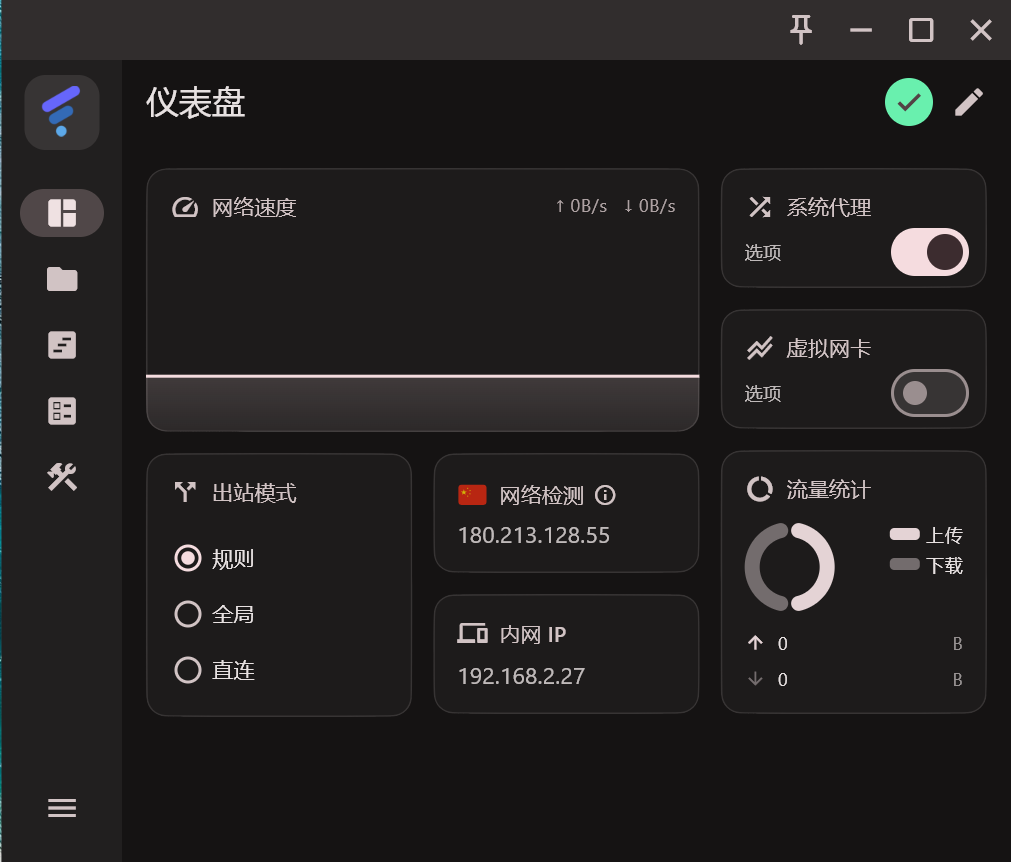 仪表盘
网络速度
↑ 0B/s ↓ 0B/s
系统代理
选项
虚拟网卡
选项
出站模式
规则
全局
直连
网络检测
180.213.128.55
内网 IP
192.168.2.27
流量统计
上传
下载
↑ 0 B
↓ 0 B